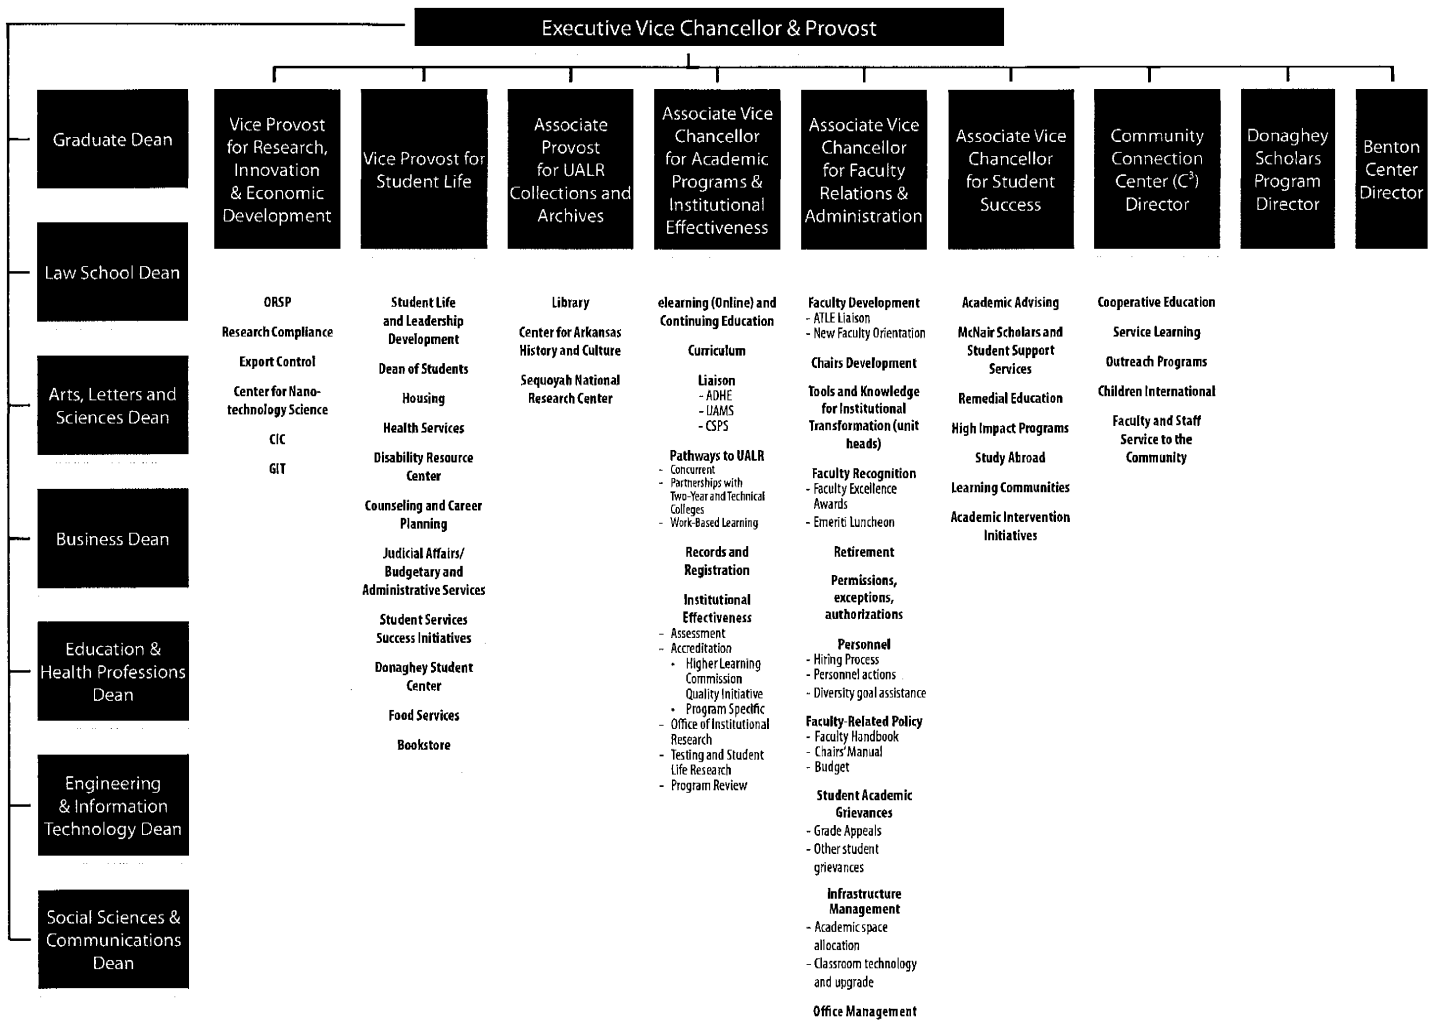 Executive Vice Chancellor & Provost
Graduate Dean
Law School Dean
Arts, Letters and
Sciences Dean
Business Dean
Education &
Health Professions
Dean
Engineering
& Information
Technology Dean
Social Sciences &
Communications
Dean
Vice Provost
for Research,
Innovation
& Economic
Development
ORSP
Research Compliance
Export Control
Center for Nano-
technology Science
CIC
GIT
Vice Provost for
Student Life
Student Life
and Leadership
Development
Dean of Students
Housing
Health Services
Disability Resource
Center
Counseling and Career
Planning
Judicial Affairs/
Budgetary and
Administrative Services
Student Services
Success Initiatives
Donaghey Student
Center
Food Services
Bookstore
Associate
Provost
for UALR
Collections and
Archives
Library
Center for Arkansas
History and Culture
Sequoyah National
Research Center
Associate Vice
Chancellor
for Academic
Programs &
Institutional
Effectiveness
elearning (Online) and
Continuing Education
Curriculum
Liaison
- ADHE
- UAMS
- CSPS
Pathways to UALR
- Concurrent
- Partnerships with
Two-Year and Technical
Colleges
- Work-Based Learning
Records and
Registration
Institutional
Effectiveness
- Assessment
- Accreditation
• Higher Learning
Commission
Quality Initiative
• Program Specific
- Office of Institutional
Research
- Testing and Student
Life Research
- Program Review
Associate Vice
Chancellor
for Faculty
Relations &
Administration
Faculty Development
- ATLE Liaison
- New Faculty Orientation
Chairs Development
Tools and Knowledge
for Institutional
Transformation (unit
heads)
Faculty Recognition
- Faculty Excellence
Awards
- Emeriti Luncheon
Retirement
Permissions,
exceptions,
authorizations
Personnel
- Hiring Process
- Personnel actions
- Diversity goal assistance
Faculty-Related Policy
- Faculty Handbook
- Chairs' Manual
- Budget
Student Academic
Grievances
- Grade Appeals
- Other student
grievances
Infrastructure
Management
- Academic space
allocation
- Classroom technology
and upgrade
Office Management
Associate Vice
Chancellor
for Student
Success
Academic Advising
McNair Scholars and
Student Support
Services
Remedial Education
High Impact Programs
Study Abroad
Learning Communities
Academic Intervention
Initiatives
Community
Connection
Center (C³)
Director
Cooperative Education
Service Learning
Outreach Programs
Children International
Faculty and Staff
Service to the
Community
Donaghey
Scholars
Program
Director
Benton
Center
Director